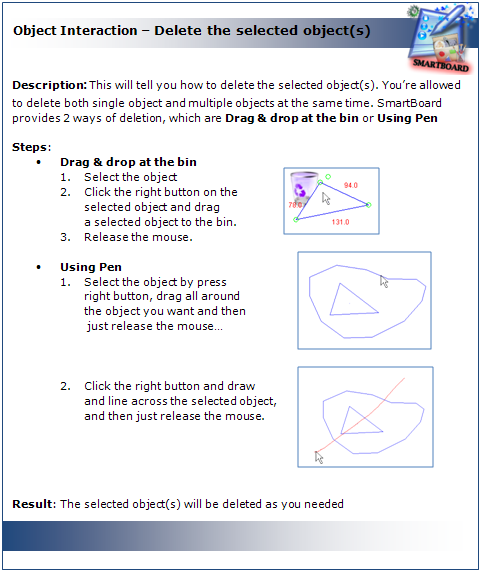 Object Interaction – Delete the selected object(s)
SMARTBOARD
Description: This will tell you how to delete the selected object(s). You're allowed
to delete both single object and multiple objects at the same time. SmartBoard
provides 2 ways of deletion, which are Drag & drop at the bin or Using Pen
Steps:
• Drag & drop at the bin
1. Select the object
2. Click the right button on the
selected object and drag
a selected object to the bin.
3. Release the mouse.
94.0
131.0
• Using Pen
1. Select the object by press
right button, drag all around
the object you want and then
just release the mouse...
2. Click the right button and draw
and line across the selected object,
and then just release the mouse.
Result: The selected object(s) will be deleted as you needed